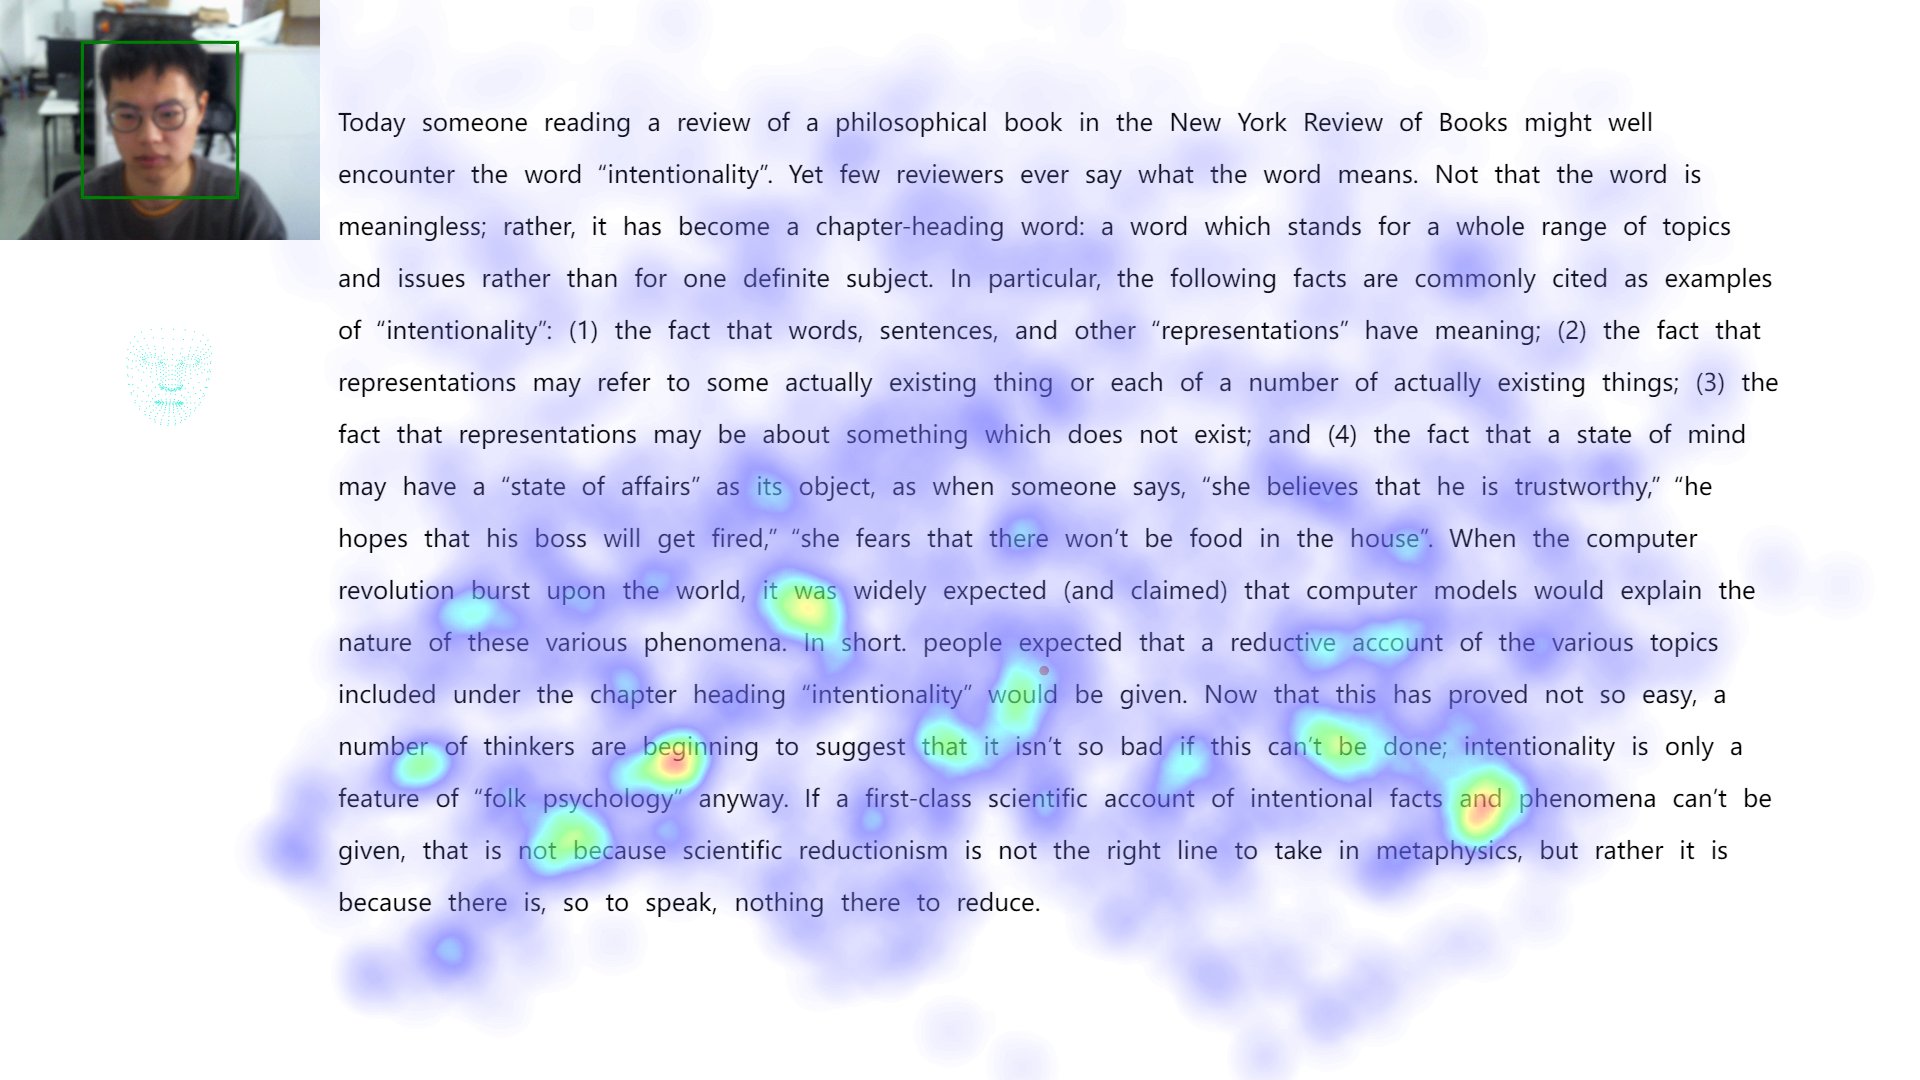 Today someone reading a review of a philosophical book in the New York Review of Books might well
encounter the word “intentionality”. Yet few reviewers ever say what the word means. Not that the word is
meaningless; rather, it has become a chapter-heading word: a word which stands for a whole range of topics
and issues rather than for one definite subject. In particular, the following facts are commonly cited as examples
of “intentionality”: (1) the fact that words, sentences, and other “representations” have meaning; (2) the fact that
representations may refer to some actually existing thing or each of a number of actually existing things; (3) the
fact that representations may be about something which does not exist; and (4) the fact that a state of mind
may have a “state of affairs” as its object, as when someone says, “she believes that he is trustworthy,” “he
hopes that his boss will get fired,” “she fears that there won’t be food in the house”. When the computer
revolution burst upon the world, it was widely expected (and claimed) that computer models would explain the
nature of these various phenomena. In short. people expected that a reductive account of the various topics
included under the chapter heading “intentionality” would be given. Now that this has proved not so easy, a
number of thinkers are beginning to suggest that it isn’t so bad if this can’t be done; intentionality is only a
feature of “folk psychology” anyway. If a first-class scientific account of intentional facts and phenomena can’t be
given, that is not because scientific reductionism is not the right line to take in metaphysics, but rather it is
because there is, so to speak, nothing there to reduce.